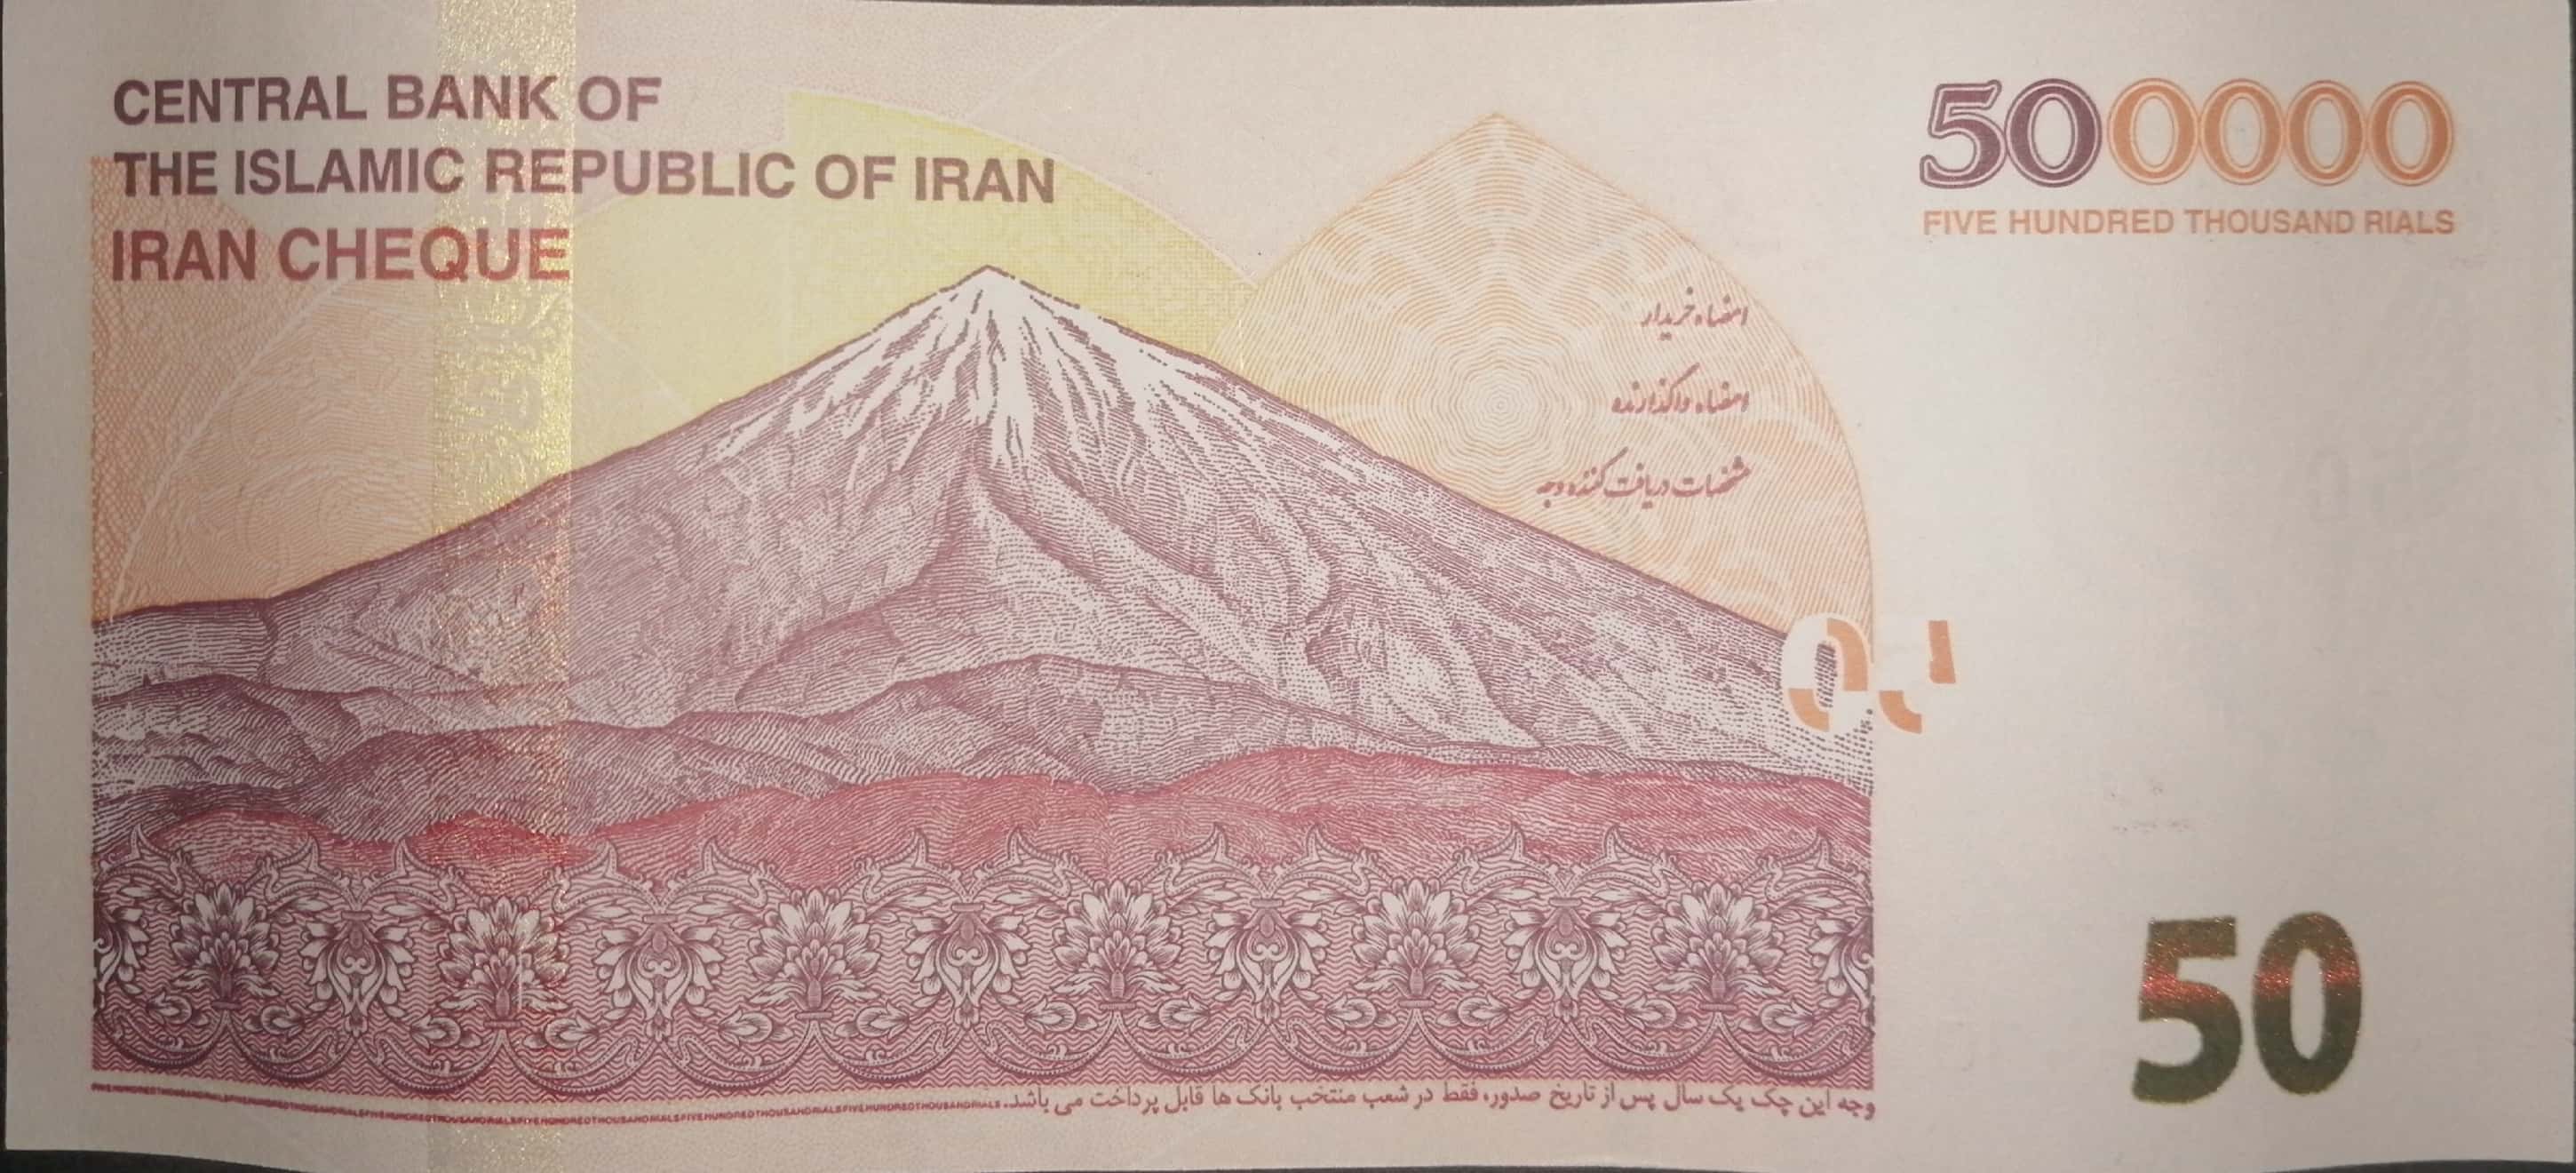 CENTRAL BANK OF
THE ISLAMIC REPUBLIC OF IRAN
IRAN CHEQUE
500000
FIVE HUNDRED THOUSAND RIALS
امضاء خریدار
امضاء واگذارنده
مشخصات دریافت کننده وجه
50
وجه این چک یک سال پس از تاریخ صدور، فقط در شعب منتخب بانک ها قابل پرداخت می باشد.